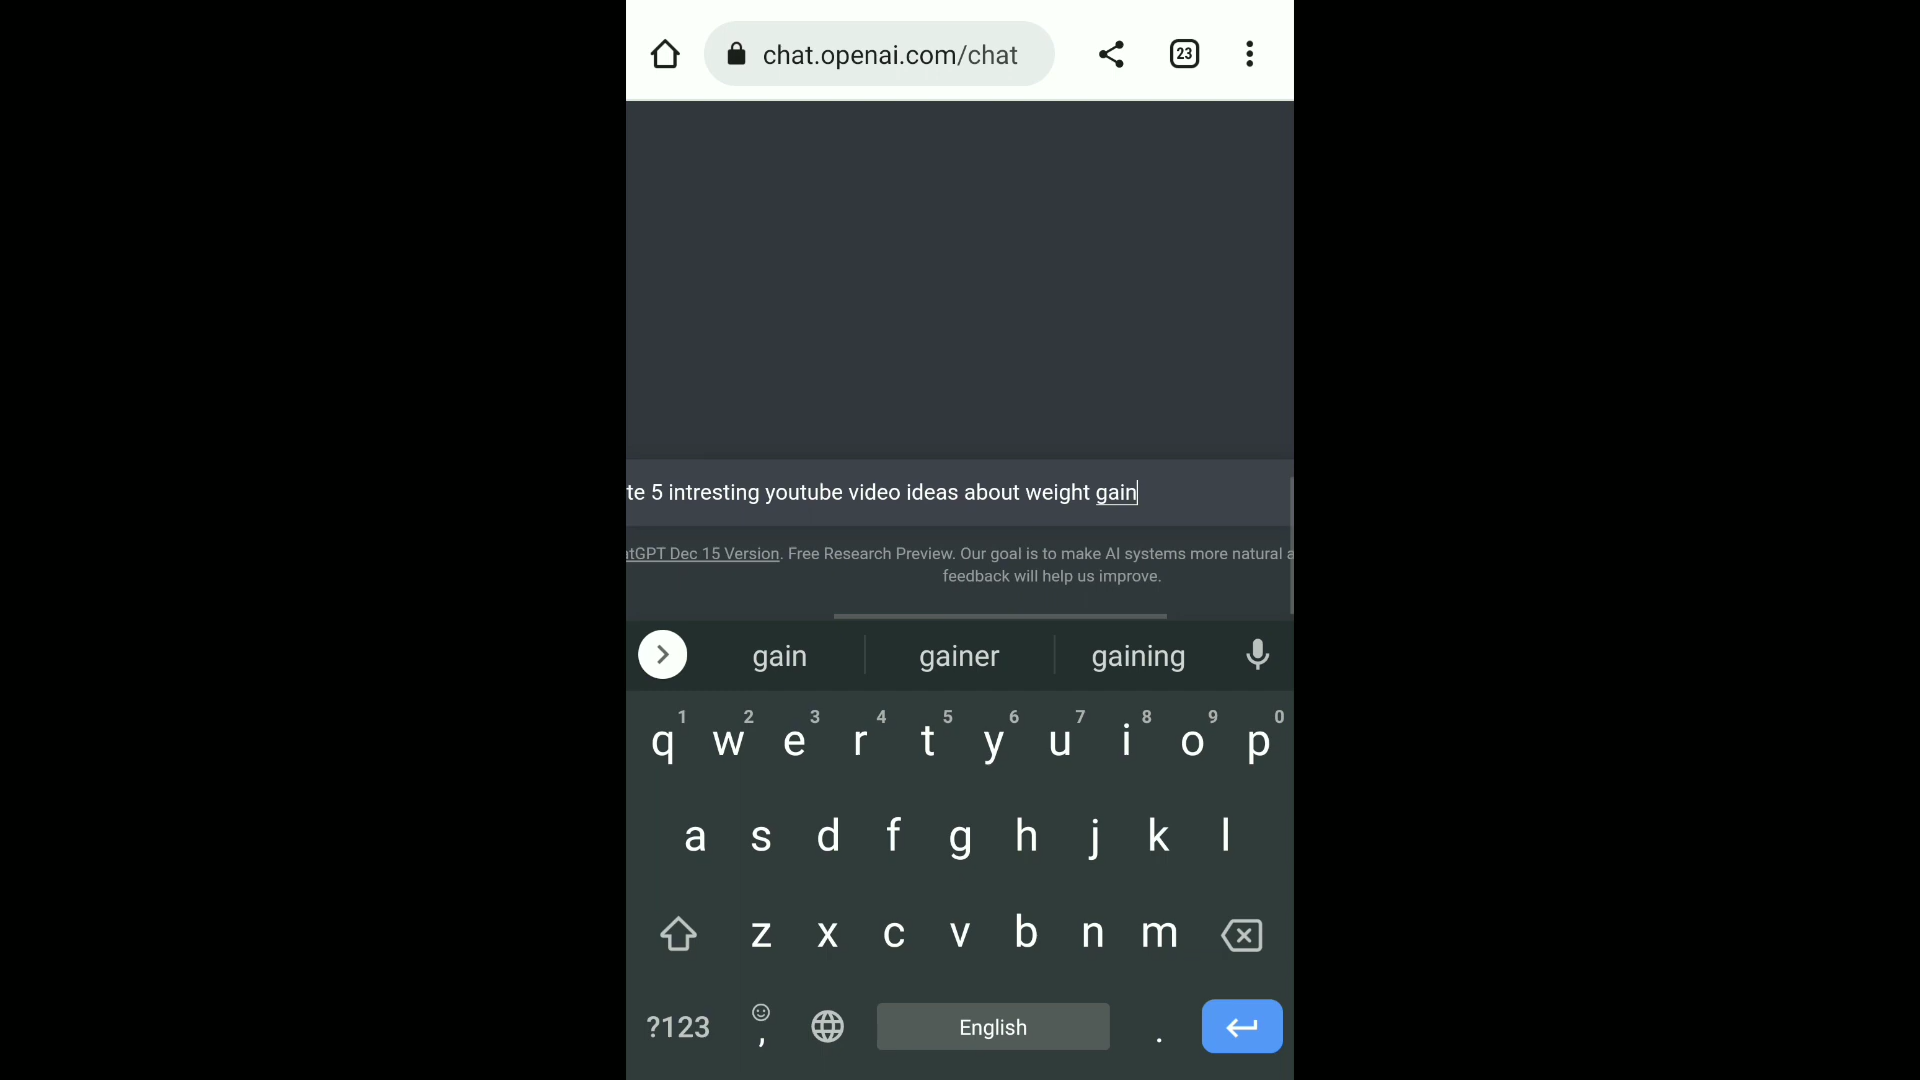 chat.openai.com/chat
23
te 5 intresting youtube video ideas about weight gain
atGPT Dec 15 Version. Free Research Preview. Our goal is to make AI systems more natural a
feedback will help us improve.
gain gainer gaining
1 2 3 4 5 6 7 8 9 0
q w e r t y u i o p
a s d f g h j k l
z x c v b n m
?123 , English .